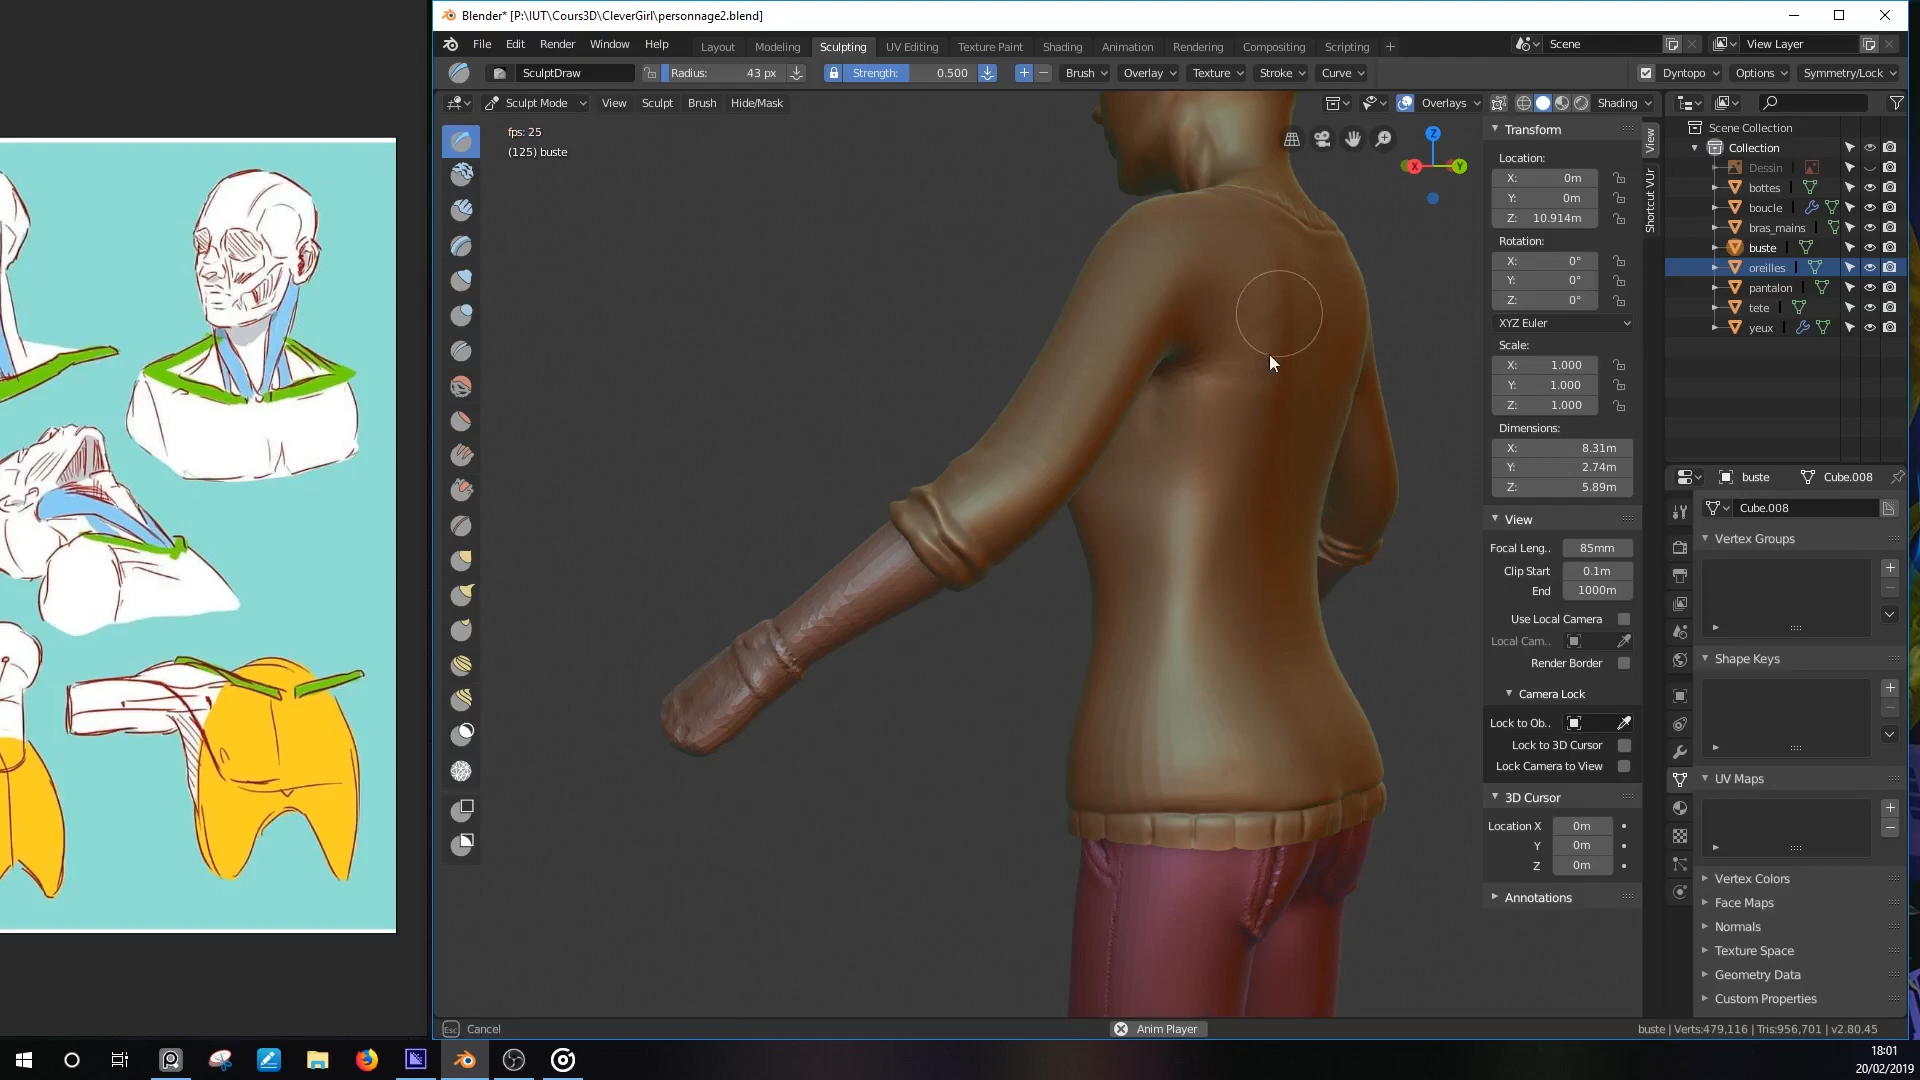 Blender* [P:\IUT\Cours3D\CleverGirl\personnage2.blend]
File Edit Render Window Help Layout Modeling Sculpting UV Editing Texture Paint Shading Animation Rendering Compositing Scripting + Scene View Layer
SculptDraw Radius: 43 px Strength: 0.500 Brush Overlay Texture Stroke Curve Dyntopo Options Symmetry/Lock
Sculpt Mode View Sculpt Brush Hide/Mask Overlays Shading
fps: 25
(125) buste
Z
X
Y
Transform
Location:
X: 0m
Y: 0m
Z: 10.914m
Rotation:
X: 0°
Y: 0°
Z: 0°
XYZ Euler
Scale:
X: 1.000
Y: 1.000
Z: 1.000
Dimensions:
X: 8.31m
Y: 2.74m
Z: 5.89m
View
Focal Leng.. 85mm
Clip Start 0.1m
End 1000m
Use Local Camera
Local Cam..
Render Border
Camera Lock
Lock to Ob..
Lock to 3D Cursor
Lock Camera to View
3D Cursor
Location X 0m
Y 0m
Z 0m
Annotations
View
Shortcut VUr
Scene Collection
Collection
Dessin
bottes
boucle
bras_mains
buste
oreilles
pantalon
tete
yeux
buste Cube.008
Cube.008
Vertex Groups
Shape Keys
UV Maps
Vertex Colors
Face Maps
Normals
Texture Space
Geometry Data
Custom Properties
Esc Cancel Anim Player buste | Verts:479,116 | Tris:956,701 | v2.80.45
18:01
20/02/2019